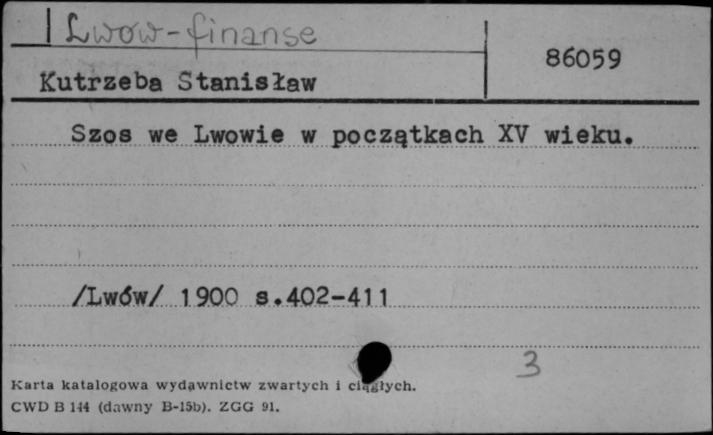 Lwów-finanse
86059
Kutrzeba Stanisław
Szos we Lwowie w początkach XV wieku.
/Lwów/ 1900 s.402-411
3
Karta katalogowa wydawnictw zwartych i ciągłych.
CWD B 144 (dawny B-15b). ZGG 91.